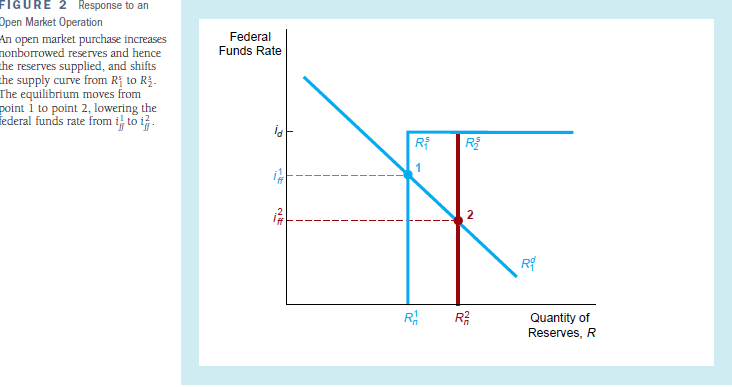 FIGURE 2 Response to an
Open Market Operation
An open market purchase increases
nonborrowed reserves and hence
the reserves supplied, and shifts
the supply curve from R₁ˢ to R₂ˢ.
The equilibrium moves from
point 1 to point 2, lowering the
federal funds rate from i¹ff to i²ff.
Federal
Funds Rate
id
R₁ˢ
R₂ˢ
1
i¹ff
i²ff
2
R₁ᵈ
Rn¹
Rn²
Quantity of
Reserves, R